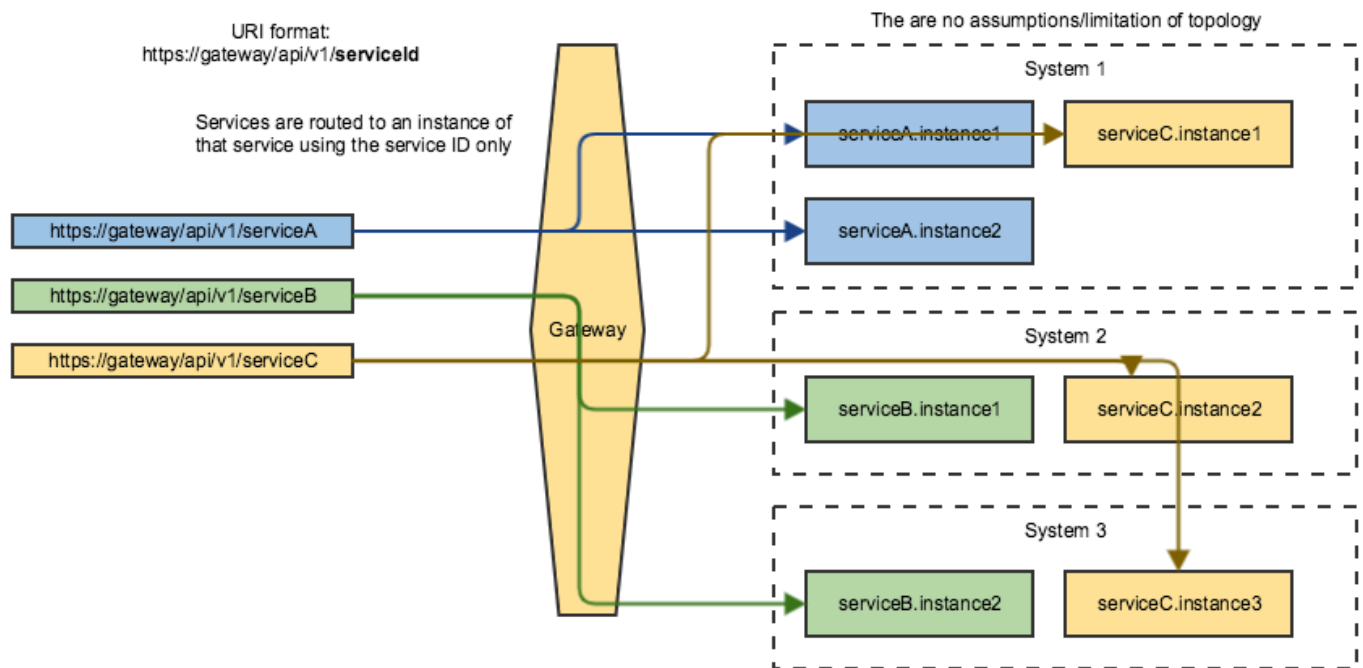 URI format:
https://gateway/api/v1/serviceId
The are no assumptions/limitation of topology
System 1
Services are routed to an instance of
that service using the service ID only
serviceA.instance1
serviceC.instance1
https://gateway/api/v1/serviceA
serviceA.instance2
https://gateway/api/v1/serviceB
Gateway
System 2
https://gateway/api/v1/serviceC
serviceB.instance1
serviceC.instance2
System 3
serviceB.instance2
serviceC.instance3